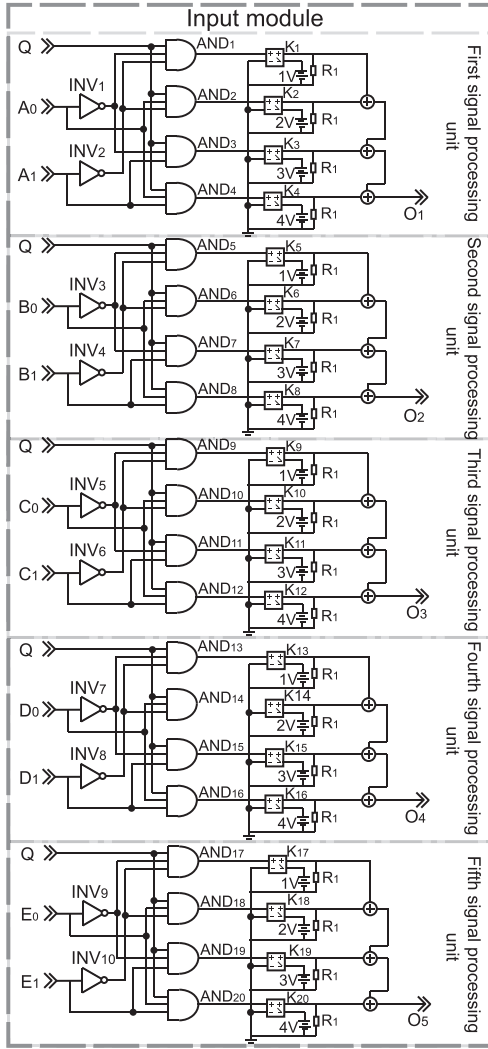 Input module
Q
AND1
K1
1V
R1
INV1
A0
AND2
K2
2V
R1
INV2
A1
AND3
K3
3V
R1
AND4
K4
4V
R1
O1
First signal processing
unit
Q
AND5
K5
1V
R1
INV3
B0
AND6
K6
2V
R1
INV4
B1
AND7
K7
3V
R1
AND8
K8
4V
R1
O2
Second signal processing
unit
Q
AND9
K9
1V
R1
INV5
C0
AND10
K10
2V
R1
INV6
C1
AND11
K11
3V
R1
AND12
K12
4V
R1
O3
Third signal processing
unit
Q
AND13
K13
1V
R1
INV7
D0
AND14
K14
2V
R1
INV8
D1
AND15
K15
3V
R1
AND16
K16
4V
R1
O4
Fourth signal processing
unit
Q
AND17
K17
1V
R1
INV9
E0
AND18
K18
2V
R1
INV10
E1
AND19
K19
3V
R1
AND20
K20
4V
R1
O5
Fifth signal processing
unit